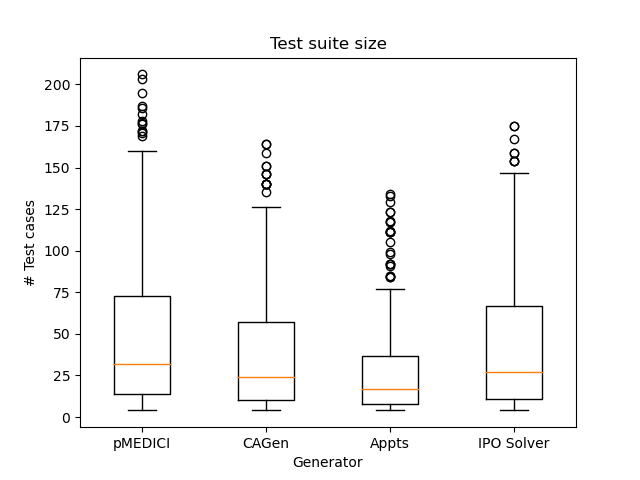 Test suite size
# Test cases
200
175
150
125
100
75
50
25
0
pMEDICI
CAGen
Appts
IPO Solver
Generator